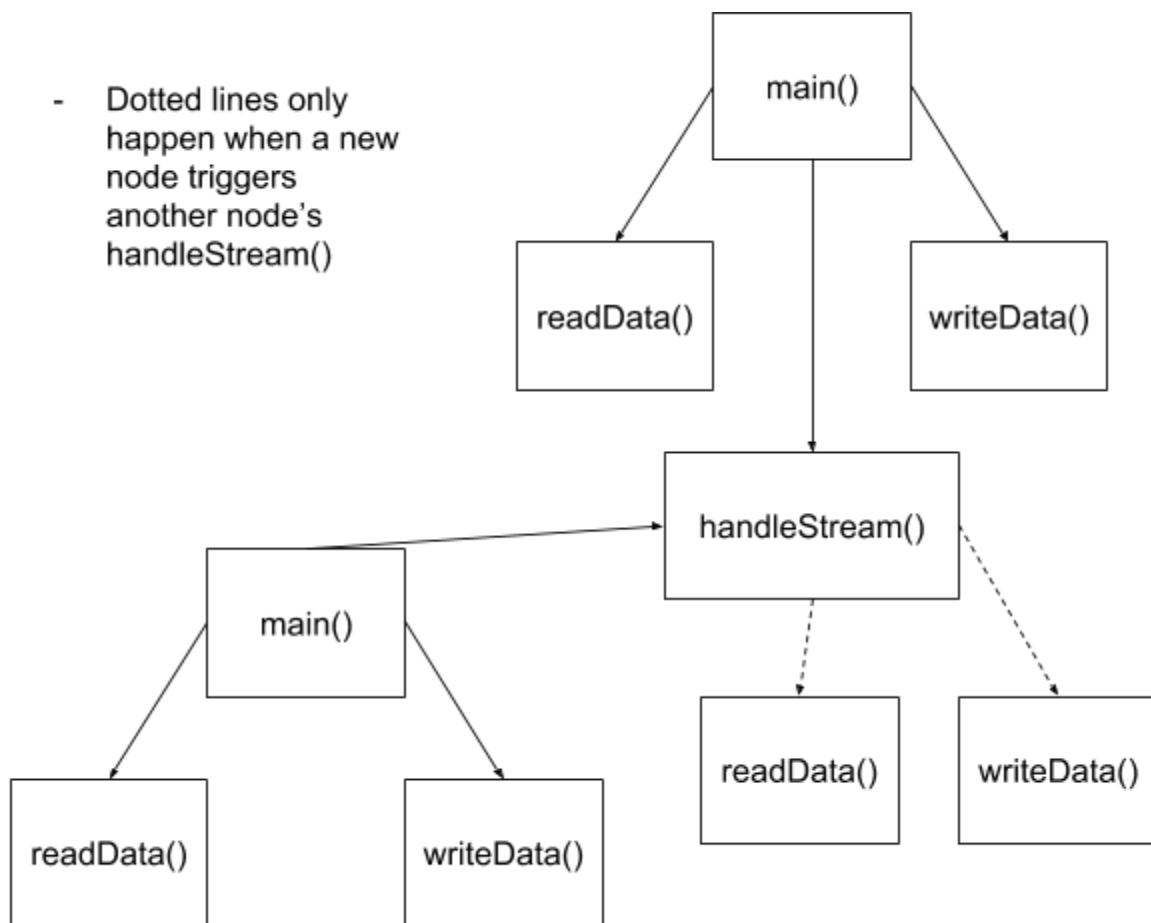 main()
- Dotted lines only
happen when a new
node triggers
another node’s
handleStream()
readData()
writeData()
handleStream()
main()
readData()
writeData()
readData()
writeData()